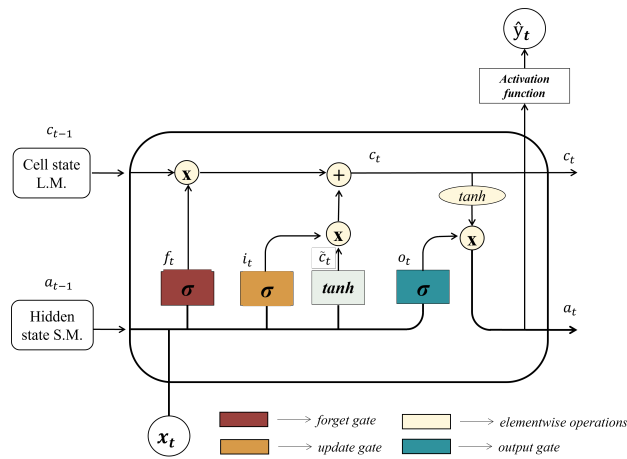 ŷₜ
Activation
function
cₜ₋₁
Cell state
L.M.
x
+
cₜ
cₜ
tanh
x
x
fₜ
iₜ
c̃ₜ
oₜ
σ
σ
tanh
σ
aₜ₋₁
Hidden
state S.M.
aₜ
xₜ
forget gate
elementwise operations
update gate
output gate